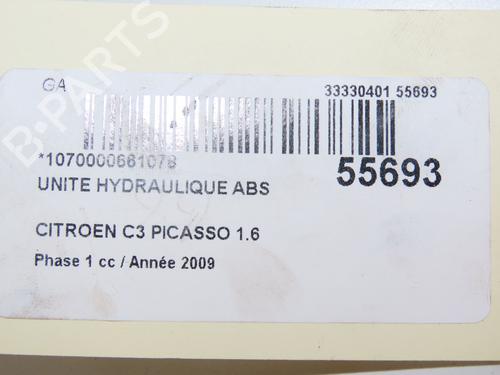 GA
33330401 55693
*1070000661078
55693
UNITE HYDRAULIQUE ABS
CITROEN C3 PICASSO 1.6
Phase 1 cc / Année 2009
B-PARTS